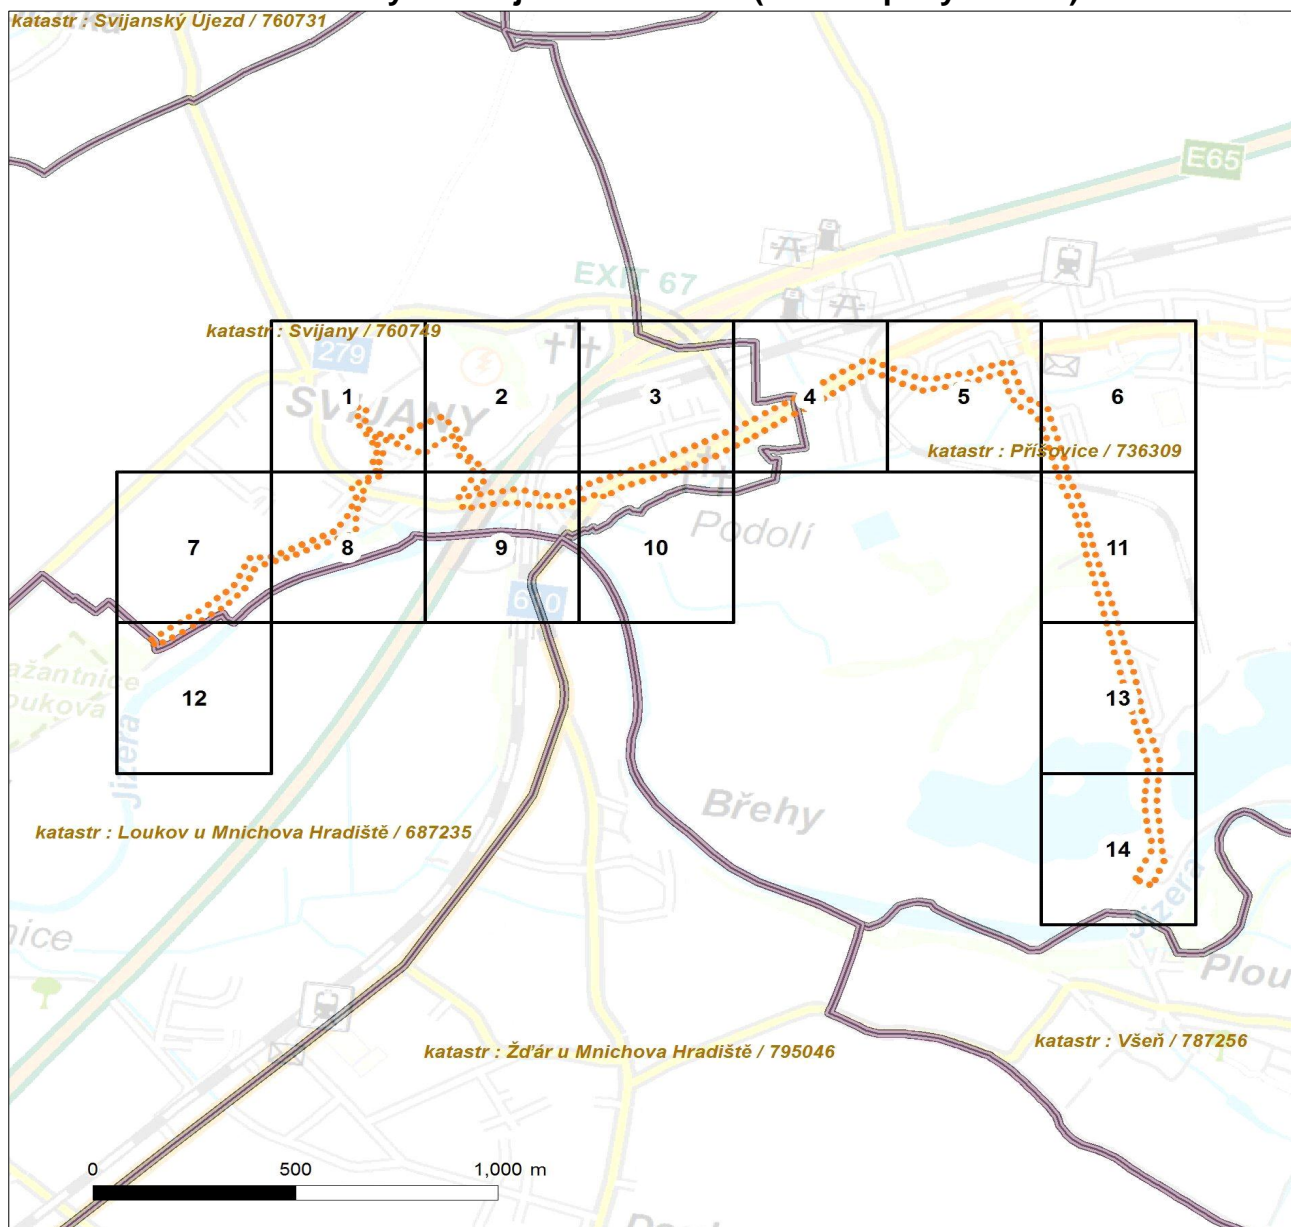 katastr : Svijanský Újezd / 760731
E65
EXIT 67
katastr : Svijany / 760749
279
SVIJANY
1
2
3
4
5
6
katastr : Příšovice / 736309
7
8
9
10
11
Podolí
12
13
Jizera
Břehy
katastr : Loukov u Mnichova Hradiště / 687235
14
Jizera
katastr : Žďár u Mnichova Hradiště / 795046
katastr : Všeň / 787256
0 500 1,000 m